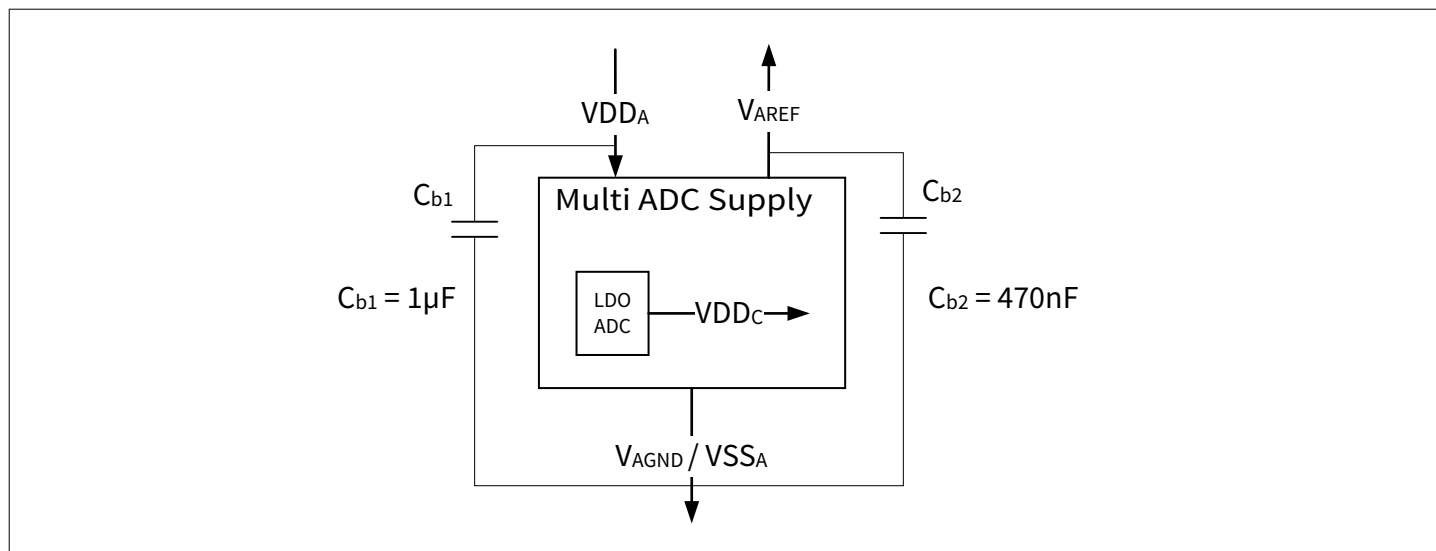 VDDA
VAREF
Cb1
Multi ADC Supply
Cb2
Cb1 = 1µF
LDO
ADC
VDDC
Cb2 = 470nF
VAGND / VSSA